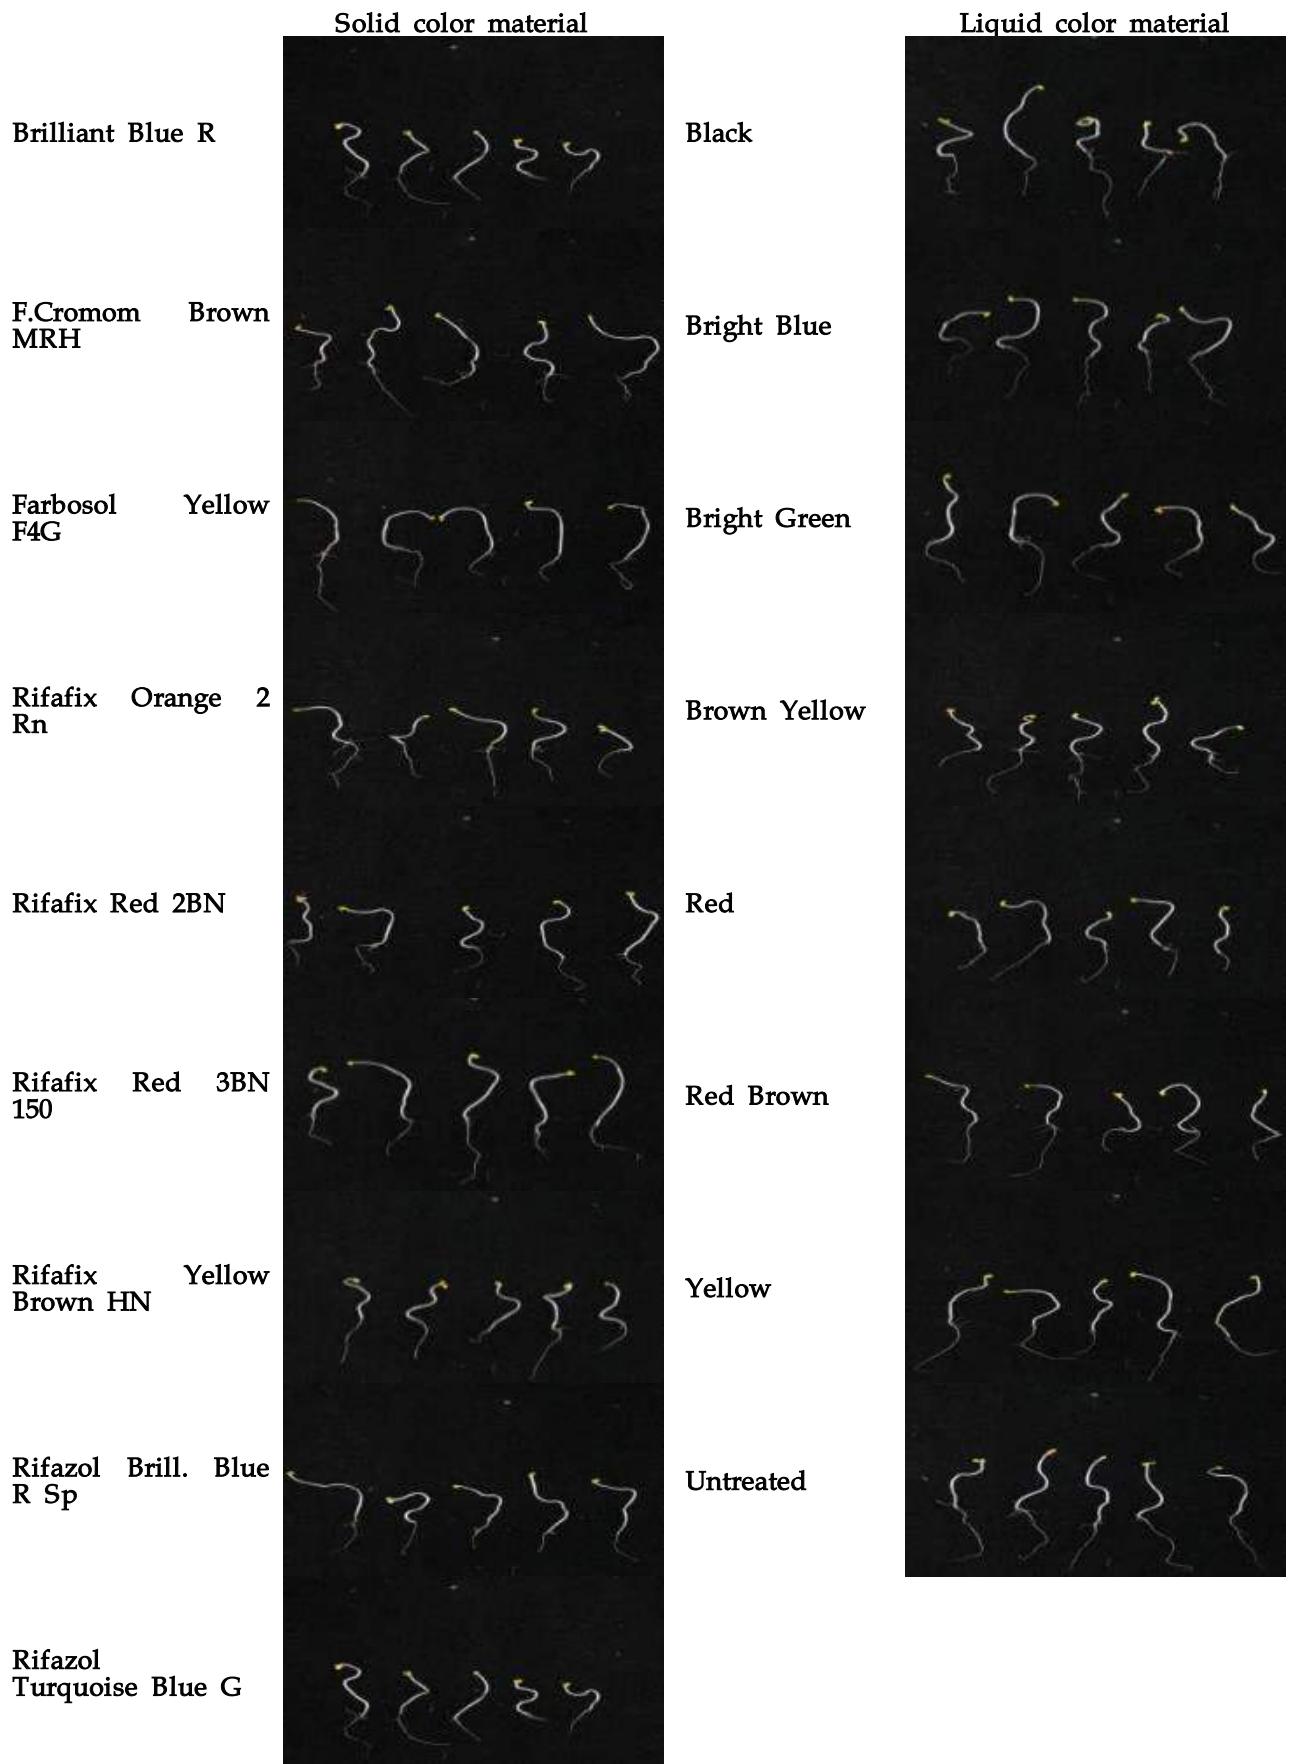 Solid color material
Liquid color material
Brilliant Blue R
Black
F.Cromom Brown
MRH
Bright Blue
Farbosol Yellow
F4G
Bright Green
Rifafix Orange 2
Rn
Brown Yellow
Rifafix Red 2BN
Red
Rifafix Red 3BN
150
Red Brown
Rifafix Yellow
Brown HN
Yellow
Rifazol Brill. Blue
R Sp
Untreated
Rifazol
Turquoise Blue G